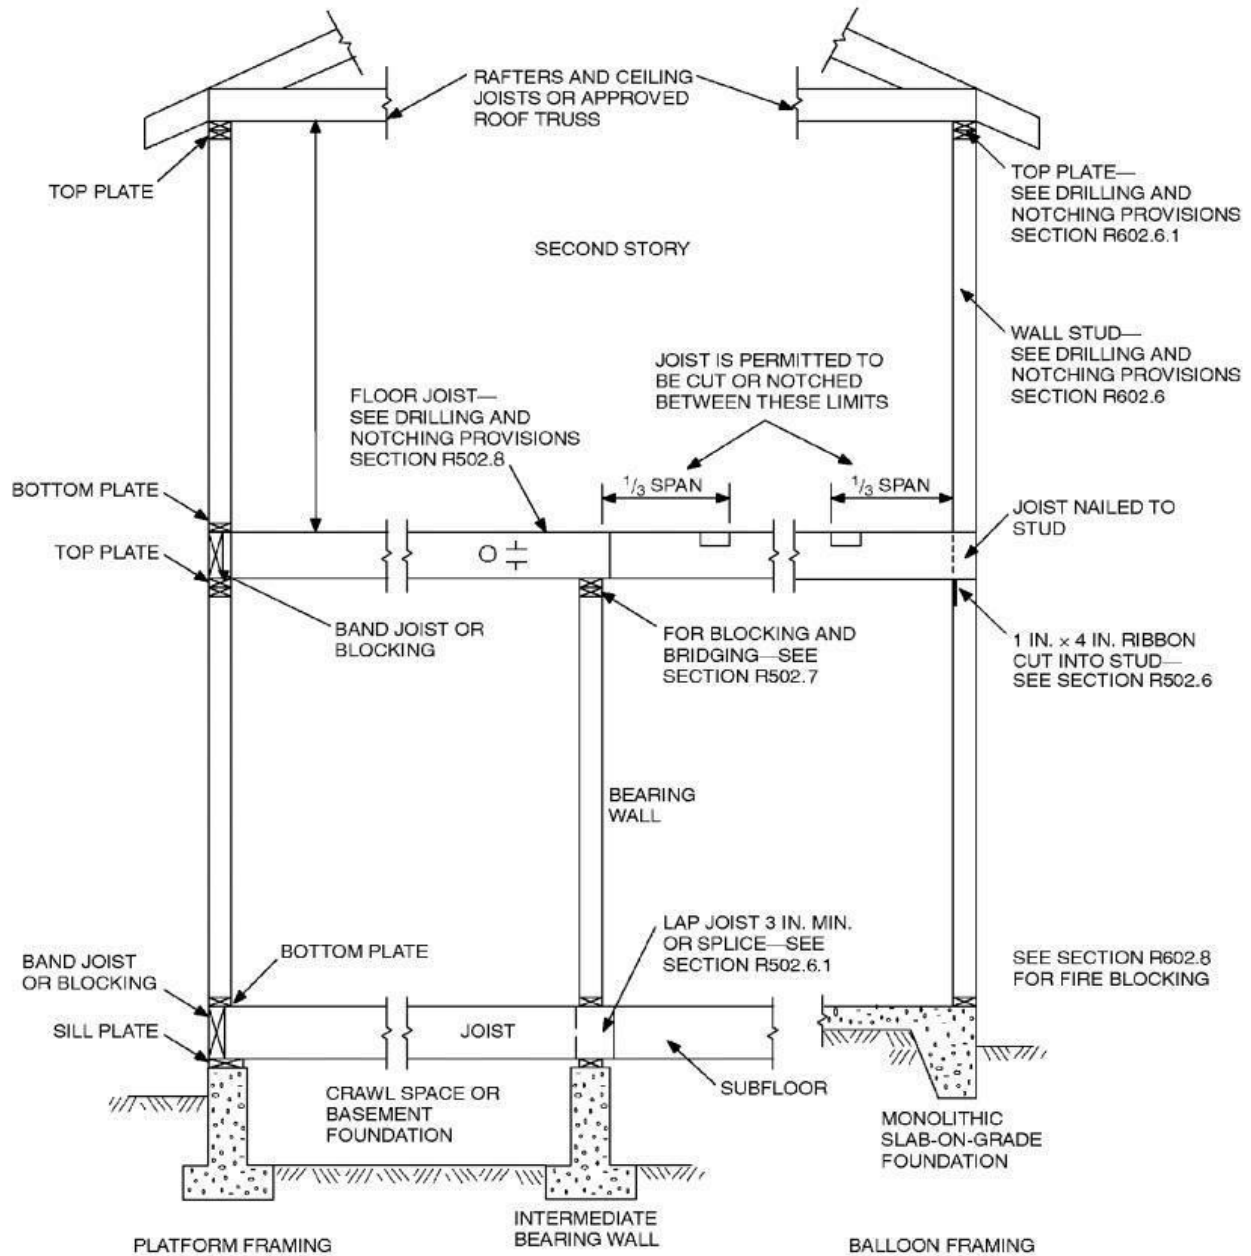 RAFTERS AND CEILING
JOISTS OR APPROVED
ROOF TRUSS
TOP PLATE
TOP PLATE—
SEE DRILLING AND
NOTCHING PROVISIONS
SECTION R602.6.1
SECOND STORY
WALL STUD—
SEE DRILLING AND
NOTCHING PROVISIONS
SECTION R602.6
JOIST IS PERMITTED TO
BE CUT OR NOTCHED
BETWEEN THESE LIMITS
FLOOR JOIST—
SEE DRILLING AND
NOTCHING PROVISIONS
SECTION R502.8
BOTTOM PLATE
1/3 SPAN
1/3 SPAN
JOIST NAILED TO
STUD
TOP PLATE
BAND JOIST OR
BLOCKING
FOR BLOCKING AND
BRIDGING—SEE
SECTION R502.7
1 IN. × 4 IN. RIBBON
CUT INTO STUD—
SEE SECTION R502.6
BEARING
WALL
LAP JOIST 3 IN. MIN.
OR SPLICE—SEE
SECTION R502.6.1
BOTTOM PLATE
BAND JOIST
OR BLOCKING
SEE SECTION R602.8
FOR FIRE BLOCKING
SILL PLATE
JOIST
SUBFLOOR
CRAWL SPACE OR
BASEMENT
FOUNDATION
MONOLITHIC
SLAB-ON-GRADE
FOUNDATION
INTERMEDIATE
BEARING WALL
PLATFORM FRAMING
BALLOON FRAMING